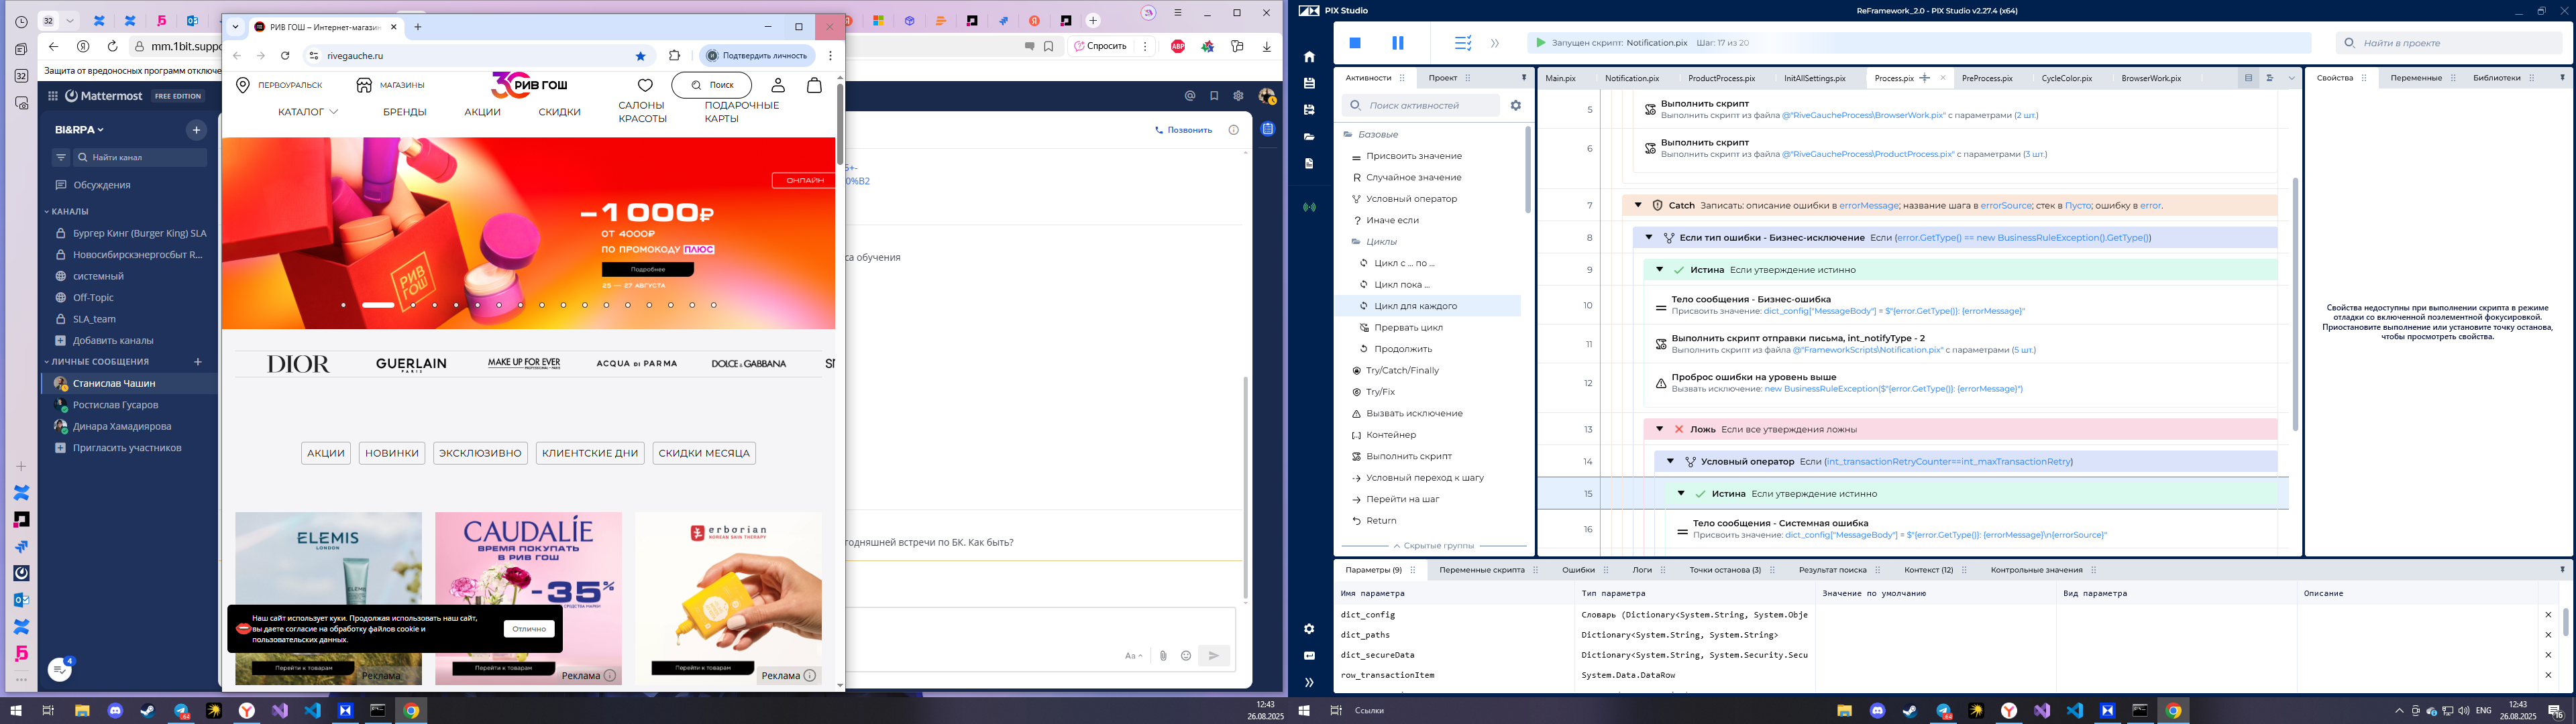 32
mm.1bit.suppo
Защита от вредоносных программ отключе
Mattermost
FREE EDITION
BI&RPA
Найти канал
Обсуждения
КАНАЛЫ
Бургер Кинг (Burger King) SLA
Новосибирскэнергосбыт R...
системный
Off-Topic
SLA_team
Добавить каналы
ЛИЧНЫЕ СООБЩЕНИЯ
Станислав Чашин
Ростислав Гусаров
Динара Хамадиярова
Пригласить участников
4
32
РИВ ГОШ – Интернет-магазин
rivegauche.ru
Подтвердить личность
ПЕРВОУРАЛЬСК
МАГАЗИНЫ
РИВ ГОШ
Поиск
КАТАЛОГ
БРЕНДЫ
АКЦИИ
СКИДКИ
САЛОНЫ
КРАСОТЫ
ПОДАРОЧНЫЕ
КАРТЫ
ОНЛАЙН
–1 000₽
ОТ 4000₽
ПО ПРОМОКОДУ ПЛЮС
Подробнее
25 — 27 АВГУСТА
РИВ
ГОШ
DIOR
GUERLAIN
PARIS
MAKE UP FOR EVER
ACQUA DI PARMA
DOLCE&GABBANA
АКЦИИ
НОВИНКИ
ЭКСКЛЮЗИВНО
КЛИЕНТСКИЕ ДНИ
СКИДКИ МЕСЯЦА
ELEMIS
LONDON
CAUDALÍE
ВРЕМЯ ПОКУПАТЬ
В РИВ ГОШ
-35%
erborian
KOREAN SKIN THERAPY
Наш сайт использует куки. Продолжая использовать наш сайт,
вы даете согласие на обработку файлов cookie и
пользовательских данных.
Отлично
Перейти к товарам
Реклама
Перейти к товарам
Реклама
Перейти к товарам
Реклама
Спросить
ABP
Позвонить
са обучения
годняшней встречи по БК. Как быть?
Aa
12:43
26.08.2025
PIX Studio
ReFramework_2.0 - PIX Studio v2.27.4 (x64)
Запущен скрипт: Notification.pix Шаг: 17 из 20
Найти в проекте
Активности
Проект
Поиск активностей
Базовые
Присвоить значение
Случайное значение
Условный оператор
Иначе если
Циклы
Цикл с ... по ...
Цикл пока ...
Цикл для каждого
Прервать цикл
Продолжить
Try/Catch/Finally
Try/Fix
Вызвать исключение
Контейнер
Выполнить скрипт
Условный переход к шагу
Перейти на шаг
Return
Скрытые группы
Main.pix
Notification.pix
ProductProcess.pix
InitAllSettings.pix
Process.pix
PreProcess.pix
CycleColor.pix
BrowserWork.pix
5 Выполнить скрипт
Выполнить скрипт из файла @"RiveGaucheProcess\BrowserWork.pix" с параметрами (2 шт.)
6 Выполнить скрипт
Выполнить скрипт из файла @"RiveGaucheProcess\ProductProcess.pix" с параметрами (3 шт.)
7 Catch Записать: описание ошибки в errorMessage; название шага в errorSource; стек в Пусто; ошибку в error.
8 Если тип ошибки - Бизнес-исключение Если (error.GetType() == new BusinessRuleException().GetType())
9 Истина Если утверждение истинно
10 Тело сообщения - Бизнес-ошибка
Присвоить значение: dict_config["MessageBody"] = $"{error.GetType()}: {errorMessage}"
11 Выполнить скрипт отправки письма, int_notifyType - 2
Выполнить скрипт из файла @"FrameworkScripts\Notification.pix" с параметрами (5 шт.)
12 Проброс ошибки на уровень выше
Вызвать исключение: new BusinessRuleException($"{error.GetType()}: {errorMessage}")
13 Ложь Если все утверждения ложны
14 Условный оператор Если (int_transactionRetryCounter==int_maxTransactionRetry)
15 Истина Если утверждение истинно
16 Тело сообщения - Системная ошибка
Присвоить значение: dict_config["MessageBody"] = $"{error.GetType()}: {errorMessage}\n{errorSource}"
Свойства
Переменные
Библиотеки
Свойства недоступны при выполнении скрипта в режиме
отладки со включенной поэлементной фокусировкой.
Приостановите выполнение или установите точку останова,
чтобы просмотреть свойства.
Параметры (9)
Переменные скрипта
Ошибки
Логи
Точки останова (3)
Результат поиска
Контекст (12)
Контрольные значения
Имя параметра
Тип параметра
Значение по умолчанию
Вид параметра
Описание
dict_config
Словарь (Dictionary<System.String, System.Obje
dict_paths
Dictionary<System.String, System.String>
dict_secureData
Dictionary<System.String, System.Security.Secu
row_transactionItem
System.Data.DataRow
Ссылки
ENG
12:43
26.08.2025